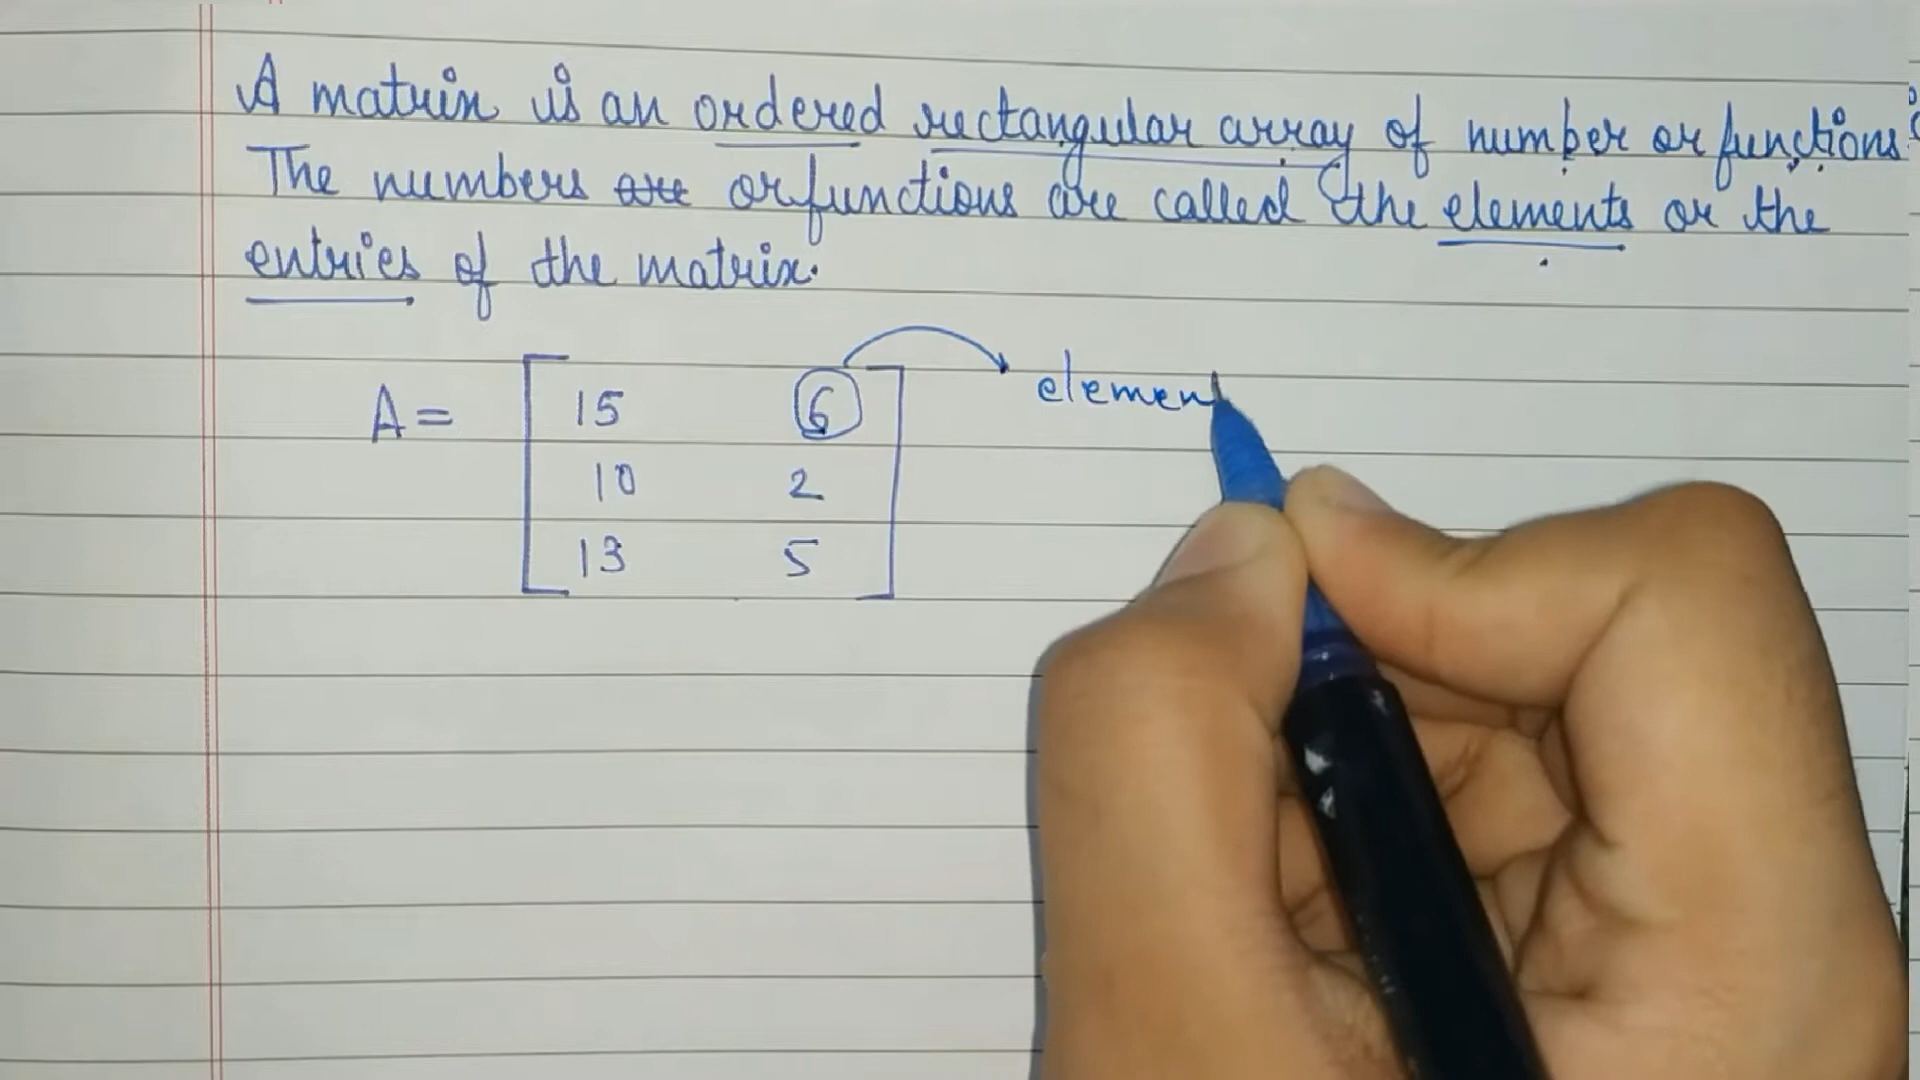 A matrix is an ordered rectangular array of number or functions.
The numbers are or functions are called the elements or the
entries of the matrix.
A = [ 15 6
10 2
13 5 ]
element